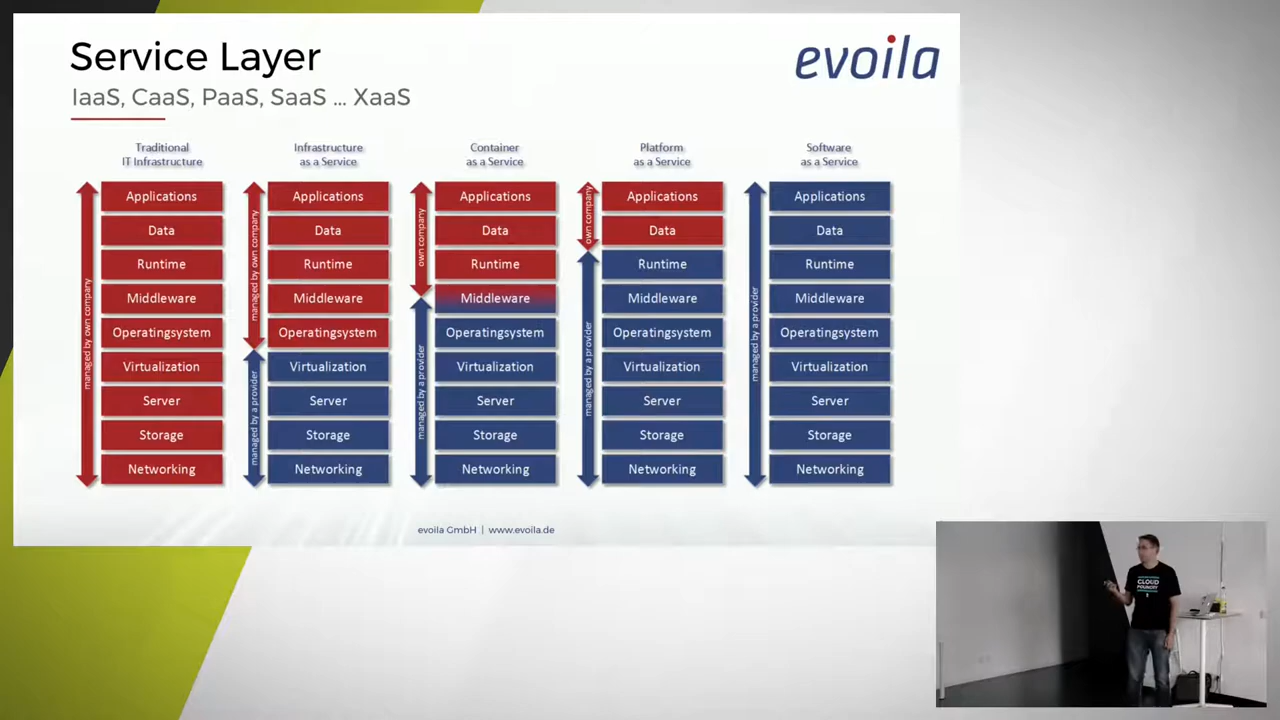 Service Layer
IaaS, CaaS, PaaS, SaaS ... XaaS
evoila
Traditional
IT Infrastructure
managed by own company
Applications
Data
Runtime
Middleware
Operatingsystem
Virtualization
Server
Storage
Networking
Infrastructure
as a Service
managed by own company
managed by a provider
Applications
Data
Runtime
Middleware
Operatingsystem
Virtualization
Server
Storage
Networking
Container
as a Service
own company
managed by a provider
Applications
Data
Runtime
Middleware
Operatingsystem
Virtualization
Server
Storage
Networking
Platform
as a Service
own company
managed by a provider
Applications
Data
Runtime
Middleware
Operatingsystem
Virtualization
Server
Storage
Networking
Software
as a Service
managed by a provider
Applications
Data
Runtime
Middleware
Operatingsystem
Virtualization
Server
Storage
Networking
evoila GmbH | www.evoila.de
CLOUD
FOUNDRY